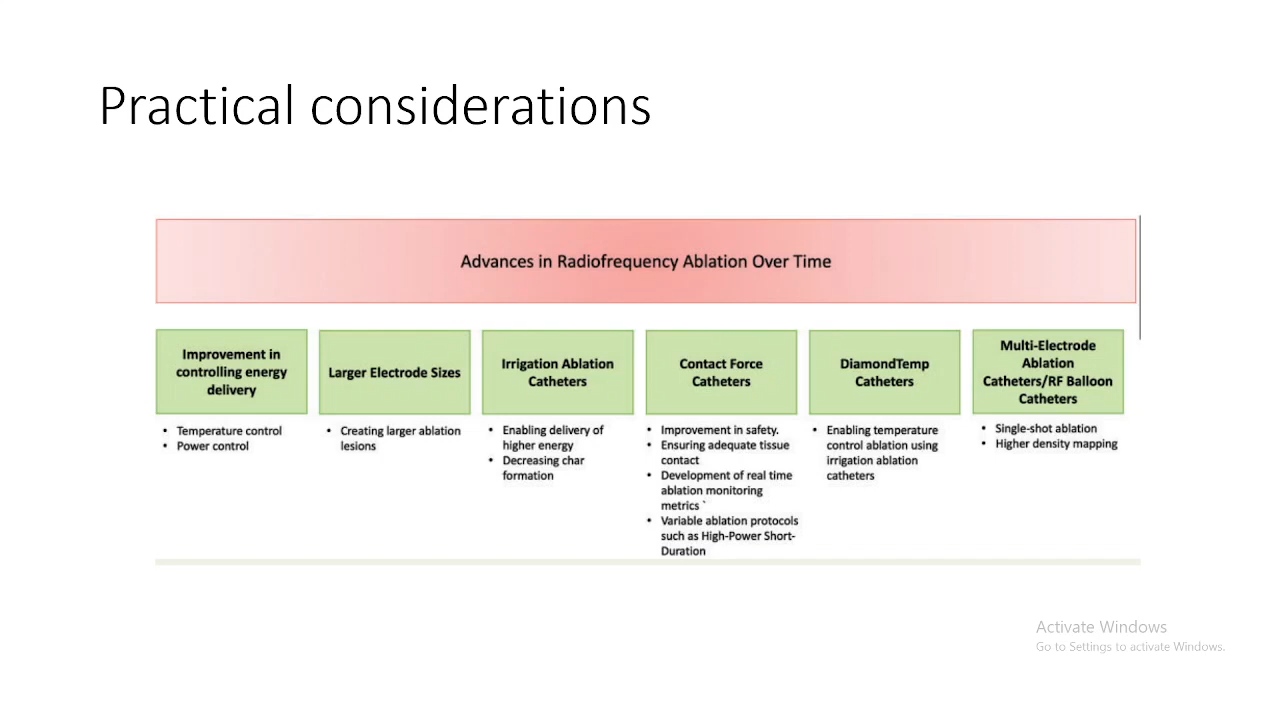 Practical considerations
Advances in Radiofrequency Ablation Over Time
Improvement in
controlling energy
delivery
• Temperature control
• Power control
Larger Electrode Sizes
• Creating larger ablation
lesions
Irrigation Ablation
Catheters
• Enabling delivery of
higher energy
• Decreasing char
formation
Contact Force
Catheters
• Improvement in safety.
• Ensuring adequate tissue
contact
• Development of real time
ablation monitoring
metrics `
• Variable ablation protocols
such as High-Power Short-
Duration
DiamondTemp
Catheters
• Enabling temperature
control ablation using
irrigation ablation
catheters
Multi-Electrode
Ablation
Catheters/RF Balloon
Catheters
• Single-shot ablation
• Higher density mapping
Activate Windows
Go to Settings to activate Windows.